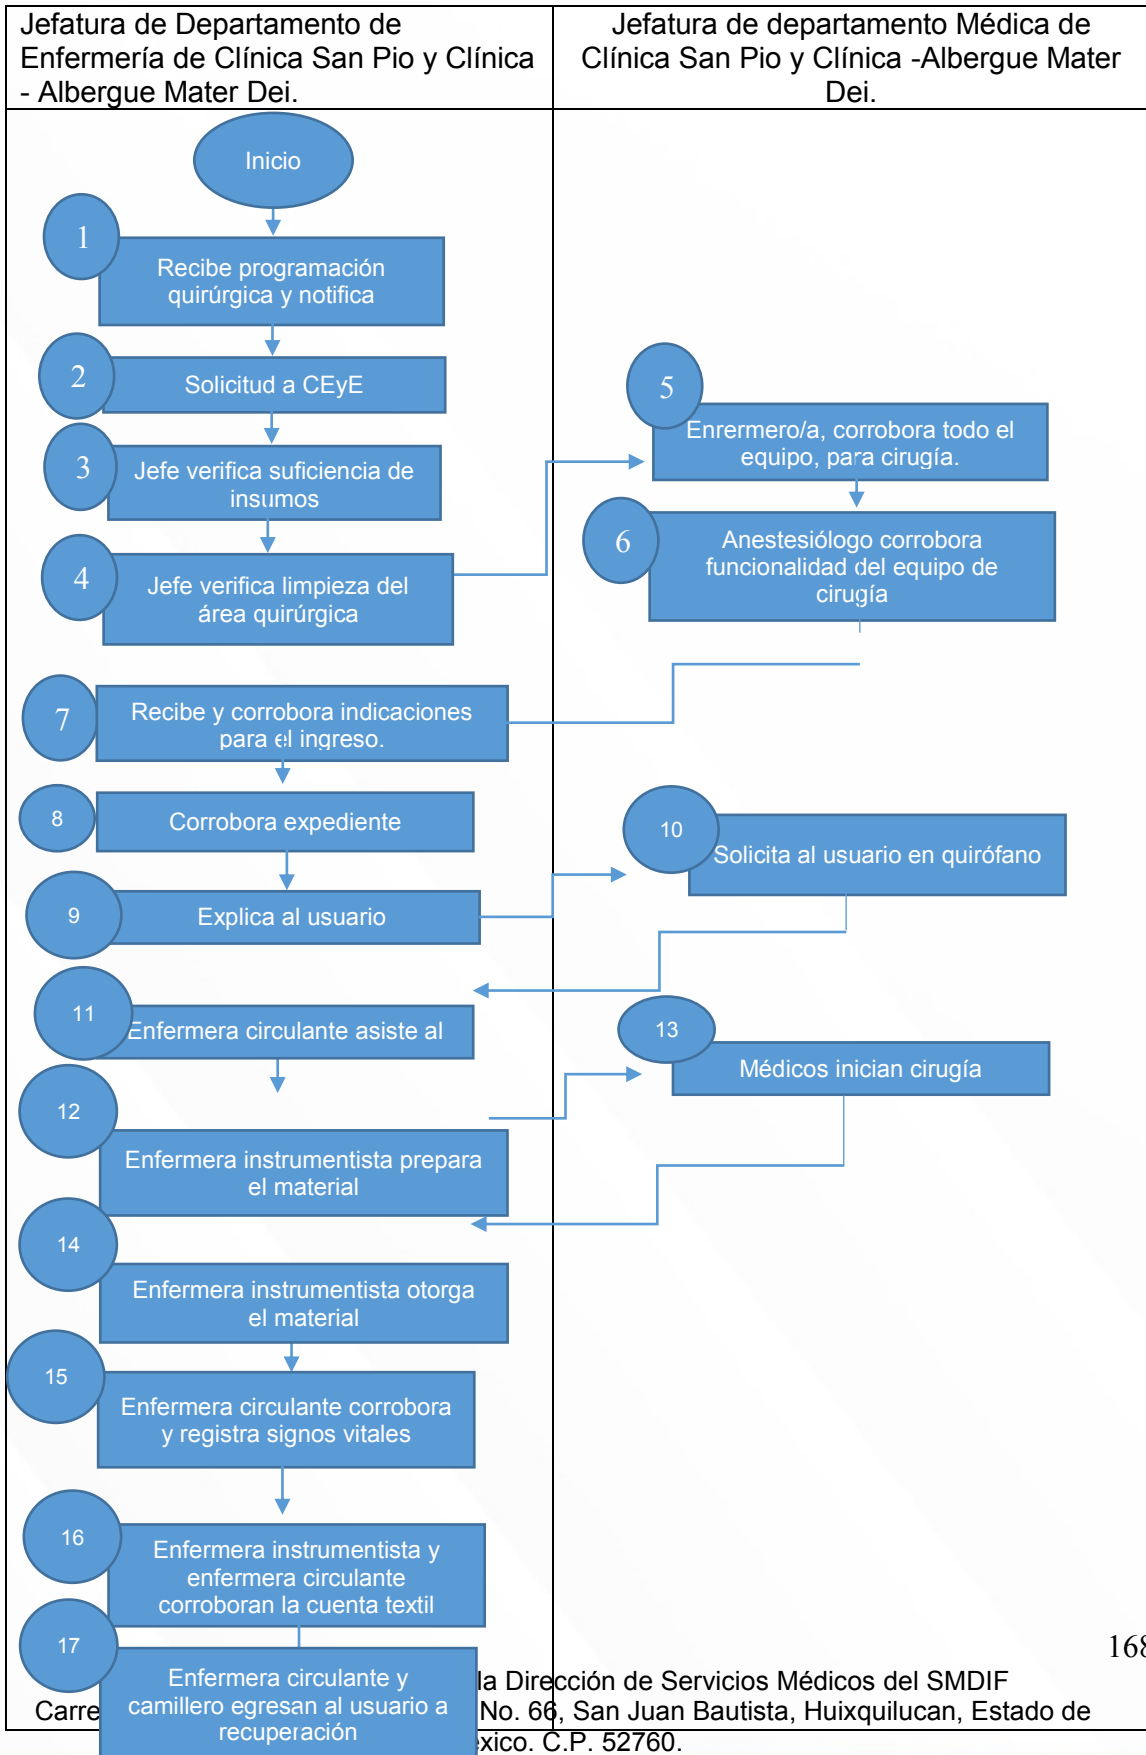 Jefatura de Departamento de
Enfermería de Clínica San Pio y Clínica
- Albergue Mater Dei.
Jefatura de departamento Médica de
Clínica San Pio y Clínica -Albergue Mater
Dei.
Inicio
1
Recibe programación
quirúrgica y notifica
2
Solicitud a CEyE
3
Jefe verifica suficiencia de
insumos
4
Jefe verifica limpieza del
área quirúrgica
5
Enrermero/a, corrobora todo el
equipo, para cirugía.
6
Anestesiólogo corrobora
funcionalidad del equipo de
cirugía
7
Recibe y corrobora indicaciones
para el ingreso.
8
Corrobora expediente
9
Explica al usuario
10
Solicita al usuario en quirófano
11
Enfermera circulante asiste al
12
Enfermera instrumentista prepara
el material
13
Médicos inician cirugía
14
Enfermera instrumentista otorga
el material
15
Enfermera circulante corrobora
y registra signos vitales
16
Enfermera instrumentista y
enfermera circulante
corroboran la cuenta textil
17
Enfermera circulante y
camillero egresan al usuario a
recuperación
168
la Dirección de Servicios Médicos del SMDIF
Carre No. 66, San Juan Bautista, Huixquilucan, Estado de
xico. C.P. 52760.